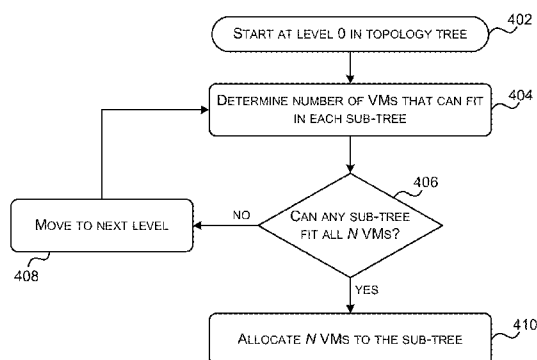 START AT LEVEL 0 IN TOPOLOGY TREE
402
DETERMINE NUMBER OF VMS THAT CAN FIT
IN EACH SUB-TREE
404
406
CAN ANY SUB-TREE
FIT ALL N VMS?
NO
MOVE TO NEXT LEVEL
408
YES
ALLOCATE N VMS TO THE SUB-TREE
410